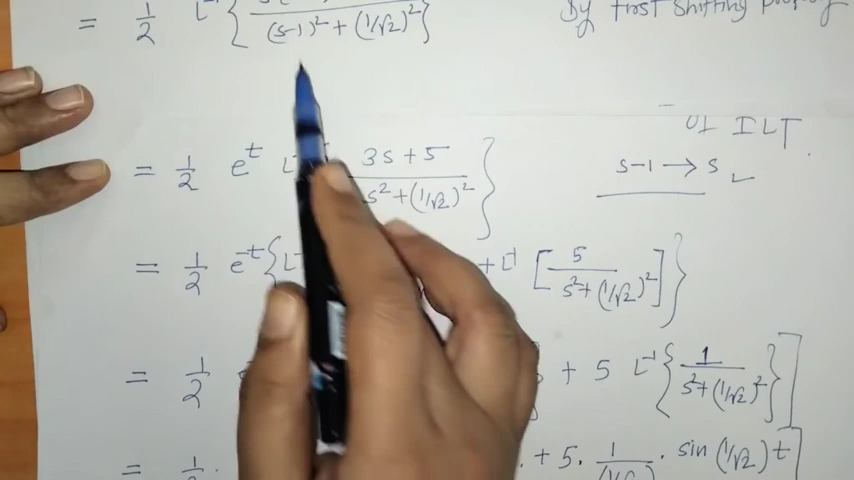 = 1/2 L⁻¹ { / (s-1)² + (1/√2)² } By first shifting property
of ILT
= 1/2 eᵗ L 3s+5 / s² + (1/√2)² } s-1 → s ✓
= 1/2 e⁻ᵗ { L⁻¹ + L⁻¹ [ 5 / s² + (1/√2)² ] }
= 1/2 + 5 L⁻¹ { 1 / s² + (1/√2)² } ]
= 1/2 . + 5 . 1 / (1/√2) . sin (1/√2) t ]